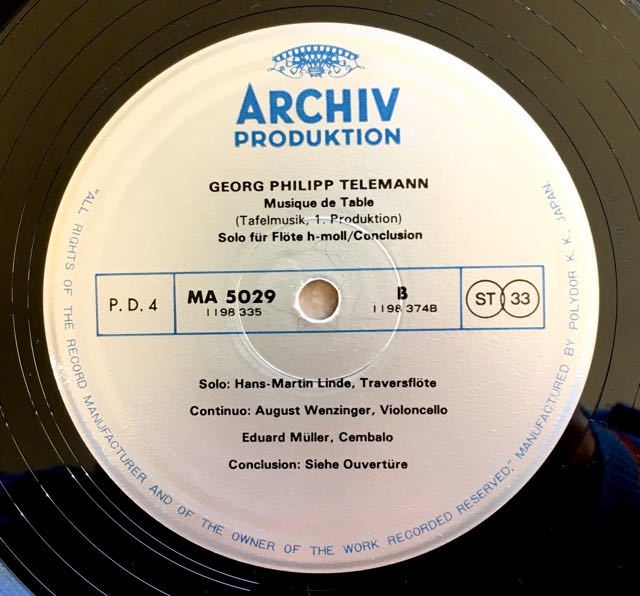 ARCHIV
PRODUKTION
GEORG PHILIPP TELEMANN
Musique de Table
(Tafelmusik, 1. Produktion)
Solo für Flöte h-moll/Conclusion
P. D. 4
MA 5029
1198 335
B
1198 374B
ST 33
Solo: Hans-Martin Linde, Traversflöte
Continuo: August Wenzinger, Violoncello
Eduard Müller, Cembalo
Conclusion: Siehe Ouvertüre
"ALL RIGHTS OF THE RECORD MANUFACTURER AND OF THE OWNER OF THE WORK RECORDED RESERVED." MANUFACTURED BY POLYDOR K. K., JAPAN.